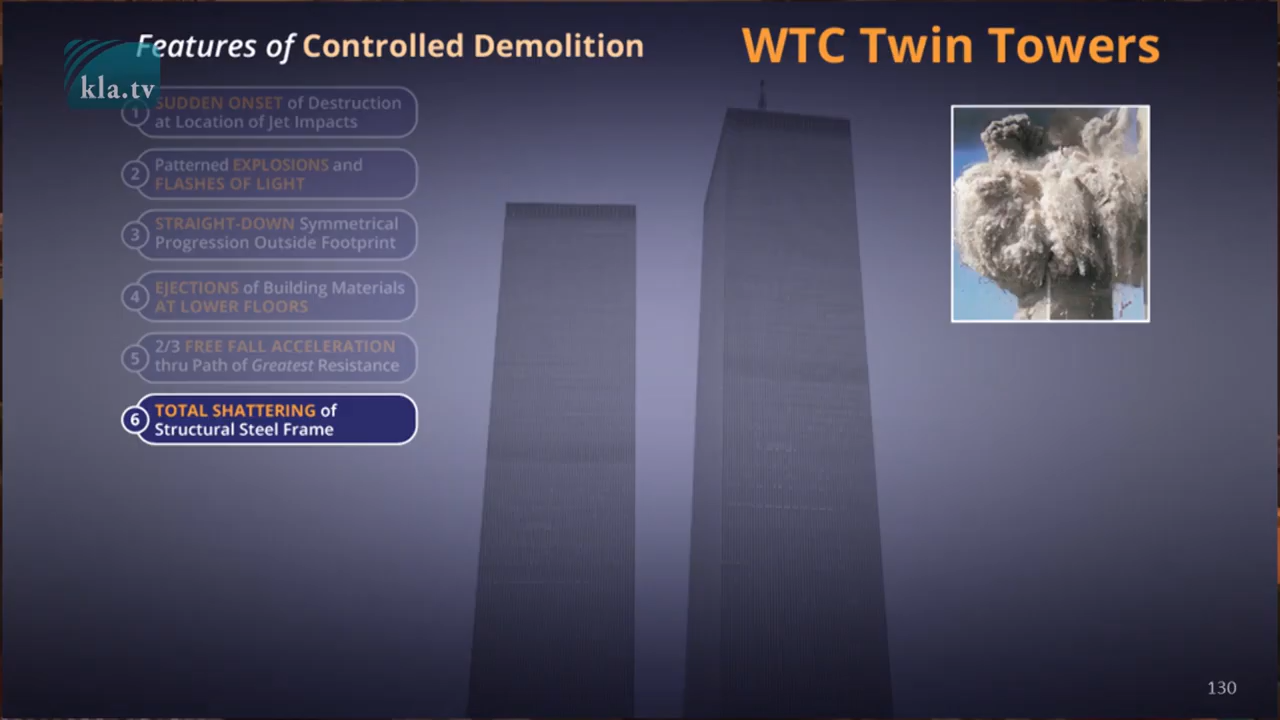 Features of Controlled Demolition
WTC Twin Towers
kla.tv
1
SUDDEN ONSET of Destruction
at Location of Jet Impacts
2
Patterned EXPLOSIONS and
FLASHES OF LIGHT
3
STRAIGHT-DOWN Symmetrical
Progression Outside Footprint
4
EJECTIONS of Building Materials
AT LOWER FLOORS
5
2/3 FREE FALL ACCELERATION
thru Path of Greatest Resistance
6
TOTAL SHATTERING of
Structural Steel Frame
130